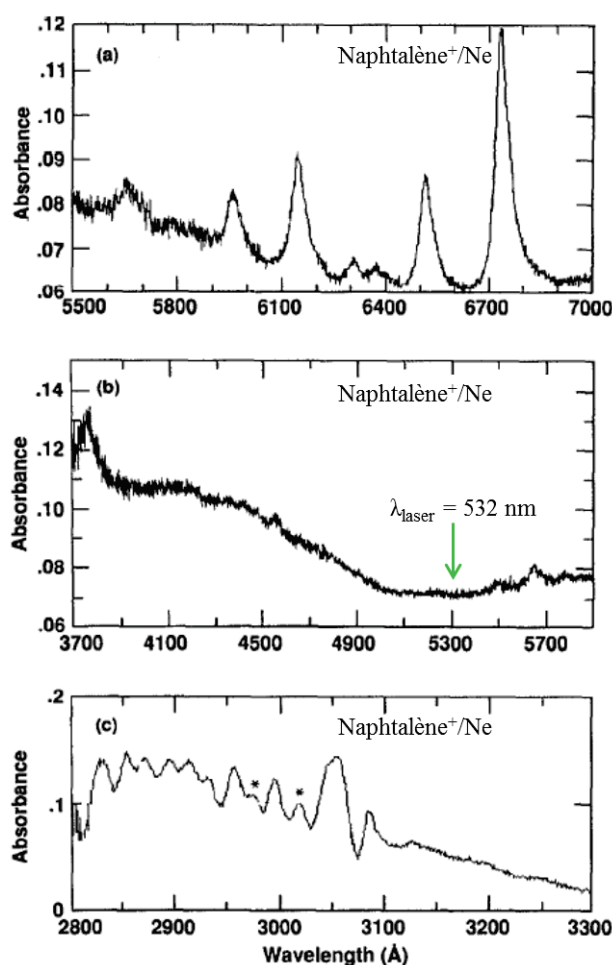 .12
(a)
Naphtalène⁺/Ne
.11
.10
.09
.08
.07
.06
Absorbance
5500 5800 6100 6400 6700 7000
.14
(b)
Naphtalène⁺/Ne
.12
.10
.08
.06
Absorbance
λlaser = 532 nm
3700 4100 4500 4900 5300 5700
.2
(c)
Naphtalène⁺/Ne
.1
0
Absorbance
* *
2800 2900 3000 3100 3200 3300
Wavelength (Å)